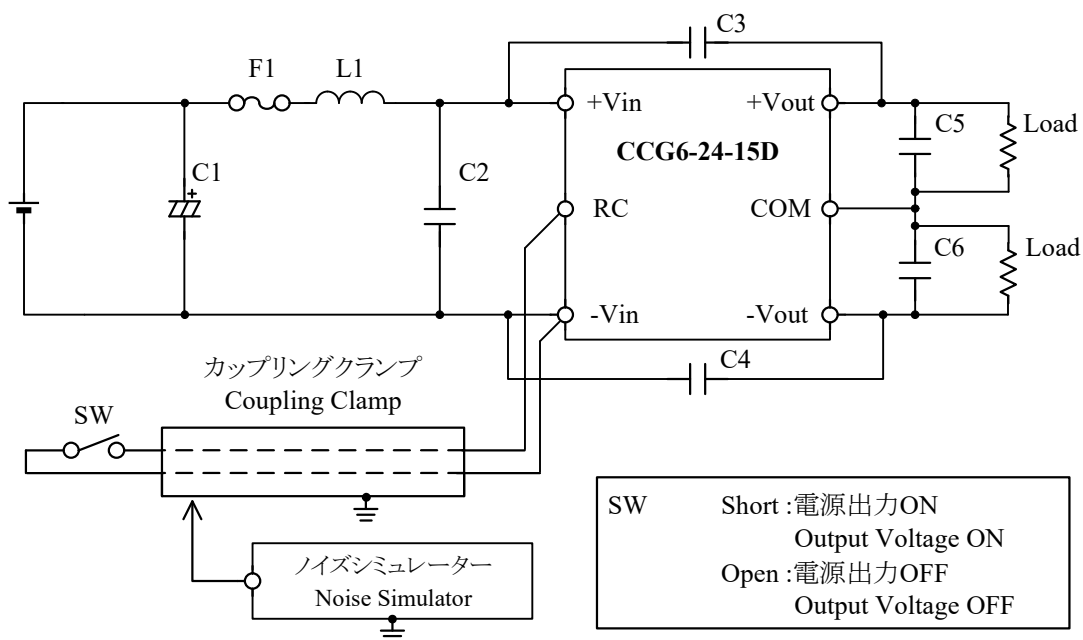 C3
F1
L1
+Vin
+Vout
C5
Load
CCG6-24-15D
C1
+
C2
RC
COM
C6
Load
-Vin
-Vout
C4
カップリングクランプ
Coupling Clamp
SW
SW Short :電源出力ON
Output Voltage ON
Open :電源出力OFF
Output Voltage OFF
ノイズシミュレーター
Noise Simulator